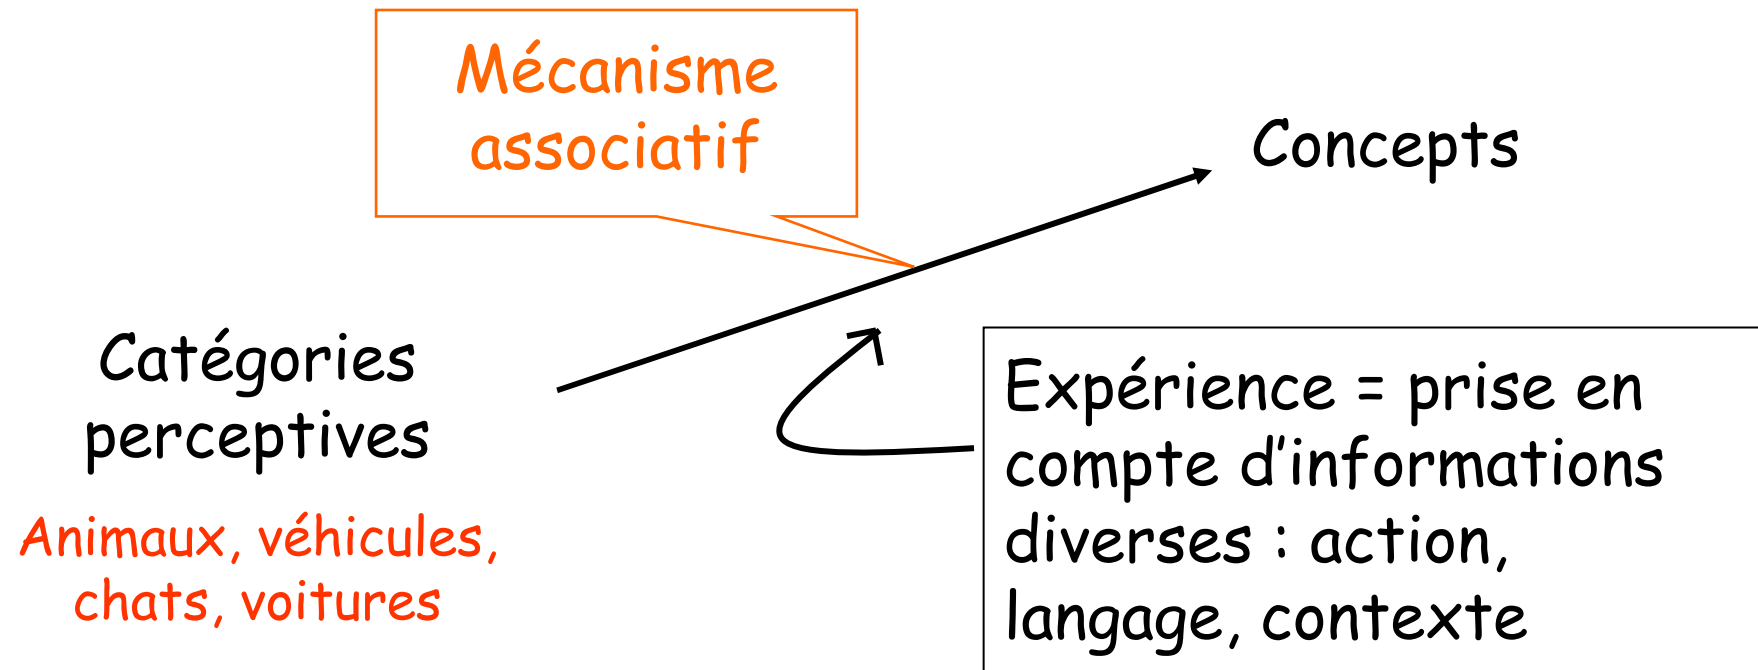 Mécanisme
associatif
Concepts
Catégories
perceptives
Animaux, véhicules,
chats, voitures
Expérience = prise en
compte d’informations
diverses : action,
langage, contexte